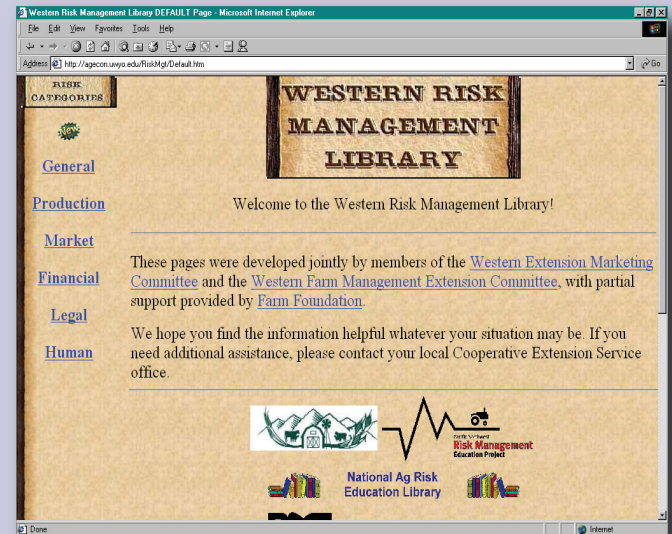 Western Risk Management Library DEFAULT Page - Microsoft Internet Explorer
File Edit View Favorites Tools Help
Address http://agecon.uwyo.edu/RiskMgt/Default.htm Go
RISK
CATEGORIES
New
General
Production
Market
Financial
Legal
Human
WESTERN RISK
MANAGEMENT
LIBRARY
Welcome to the Western Risk Management Library!
These pages were developed jointly by members of the Western Extension Marketing
Committee and the Western Farm Management Extension Committee, with partial
support provided by Farm Foundation.
We hope you find the information helpful whatever your situation may be. If you
need additional assistance, please contact your local Cooperative Extension Service
office.
Pacific Northwest
Risk Management
Education Project
National Ag Risk
Education Library
Done Internet